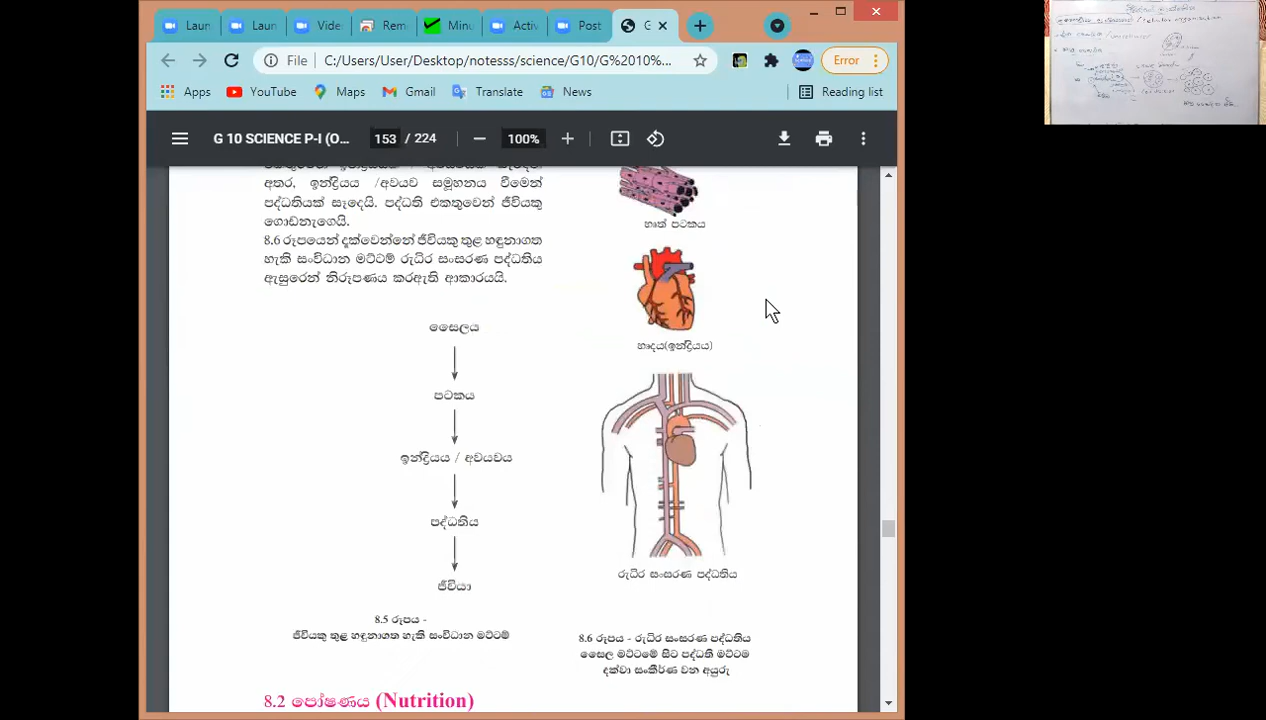 Laun
Laun
Vide
Rem
Minu
Activ
Post
G
File
C:/Users/User/Desktop/notesss/science/G10/G%2010%...
Error
Apps
YouTube
Maps
Gmail
Translate
News
Reading list
G 10 SCIENCE P-I (O...
153 / 224
100%
අතර, ඉන්ද්‍රියය /අවයව සමූහනය වීමෙන්
පද්ධතියක් සෑදෙයි. පද්ධති එකතුවෙන් ජීවියකු
ගොඩනැගෙයි.
8.6 රූපයෙන් දැක්වෙන්නේ ජීවියකු තුළ හඳුනාගත
හැකි සංවිධාන මට්ටම් රුධිර සංසරණ පද්ධතිය
ඇසුරෙන් නිරූපණය කරඇති ආකාරයයි.
සෛලය
පටකය
ඉන්ද්‍රියය / අවයවය
පද්ධතිය
ජීවියා
8.5 රූපය -
ජීවියකු තුළ හඳුනාගත හැකි සංවිධාන මට්ටම්
හෘත් පටකය
හෘදය(ඉන්ද්‍රියය)
රුධිර සංසරණ පද්ධතිය
8.6 රූපය - රුධිර සංසරණ පද්ධතිය
සෛල මට්ටමේ සිට පද්ධති මට්ටම
දක්වා සංකීර්ණ වන අයුරු
8.2 පෝෂණය (Nutrition)